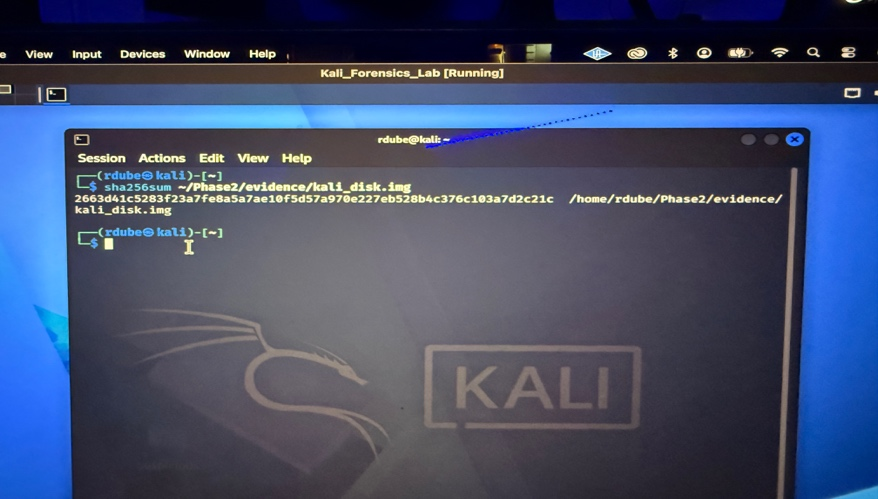 View Input Devices Window Help
Kali_Forensics_Lab [Running]
rdube@kali: ~
Session Actions Edit View Help
┌──(rdube㉿kali)-[~]
└─$ sha256sum ~/Phase2/evidence/kali_disk.img
2663d41c5283f23a7fe8a5a7ae10f5d57a970e227eb528b4c376c103a7d2c21c /home/rdube/Phase2/evidence/
kali_disk.img
┌──(rdube㉿kali)-[~]
└─$
KALI